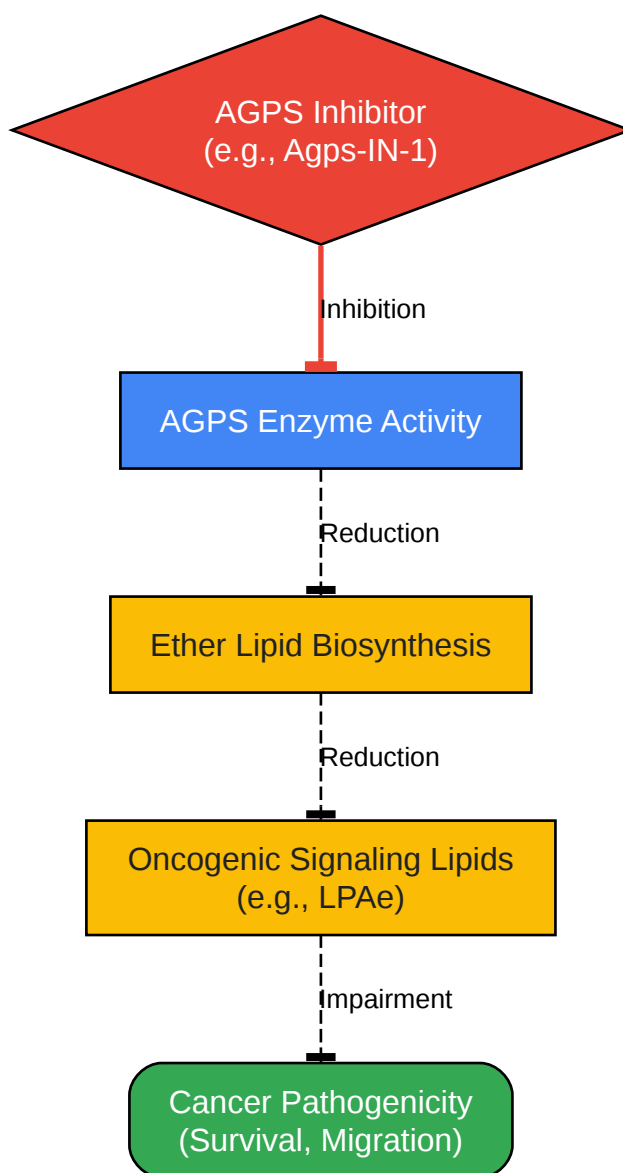 AGPS Inhibitor
(e.g., Agps-IN-1)
Inhibition
AGPS Enzyme Activity
Reduction
Ether Lipid Biosynthesis
Reduction
Oncogenic Signaling Lipids
(e.g., LPAe)
Impairment
Cancer Pathogenicity
(Survival, Migration)